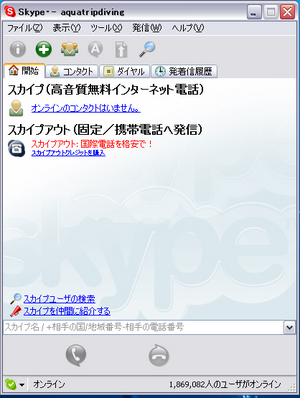 Skype™ - aquatripdiving
ファイル(Z) 表示(Y) ツール(X) 発信(W) ヘルプ(V)
開始 コンタクト ダイヤル 発着信履歴
スカイプ(高音質無料インターネット電話)
オンラインのコンタクトはいません。
スカイプアウト(固定／携帯電話へ発信)
スカイプアウト: 国際電話を格安で!
スカイプアウトクレジットを購入
skype
スカイプユーザの検索
スカイプを仲間に紹介する
スカイプ名 / +相手の国/地域番号-相手の電話番号
オンライン 1,869,082人のユーザがオンライン